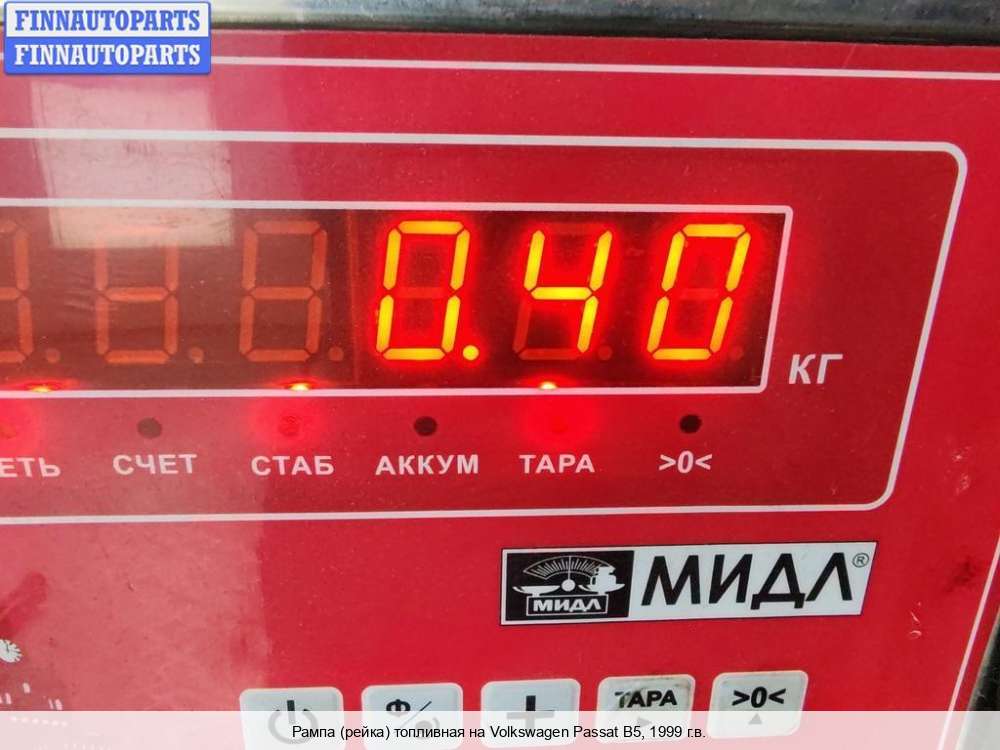 FINNAUTOPARTS
FINNAUTOPARTS
0.40
КГ
СЧЕТ СТАБ АККУМ ТАРА >0<
МИДЛ МИДЛ®
Ф ТАРА >0<
Рампа (рейка) топливная на Volkswagen Passat B5, 1999 г.в.